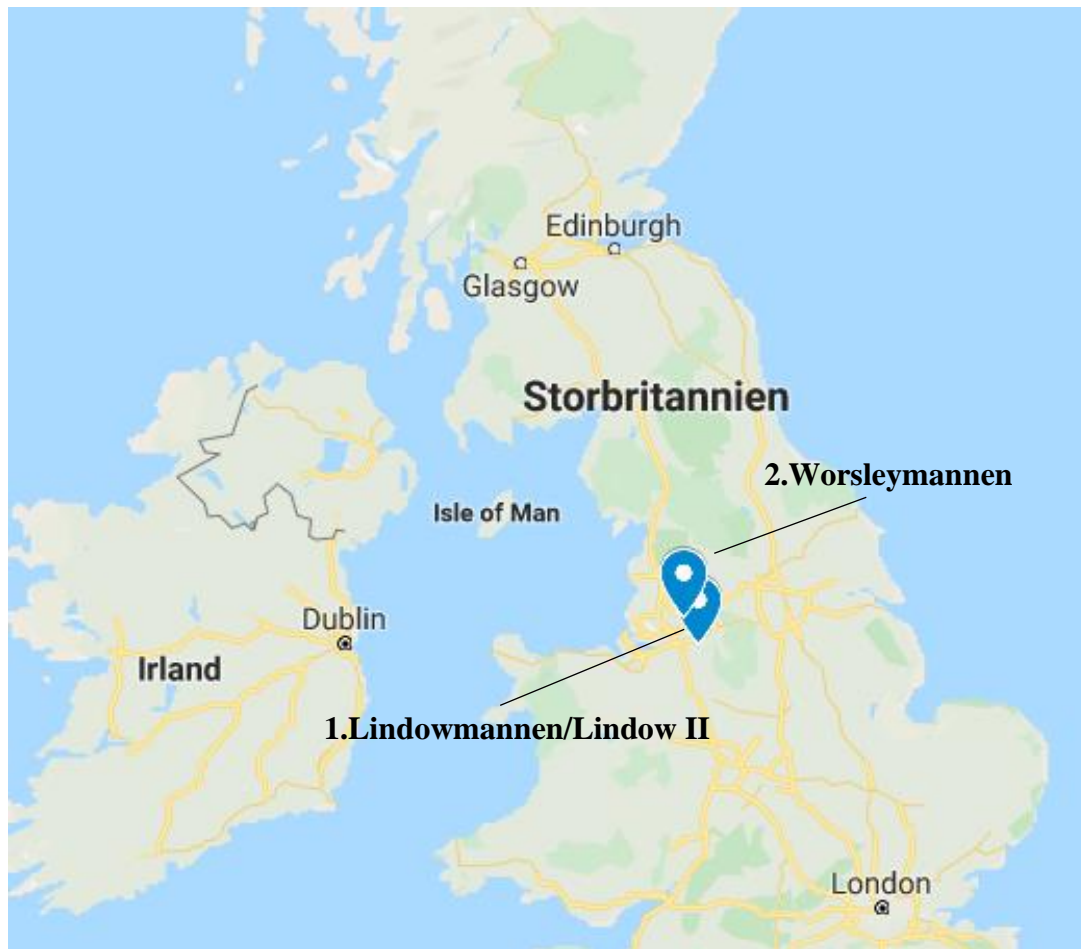 Edinburgh
Glasgow
Storbritannien
2.Worsleymannen
Isle of Man
Dublin
Irland
1.Lindowmannen/Lindow II
London